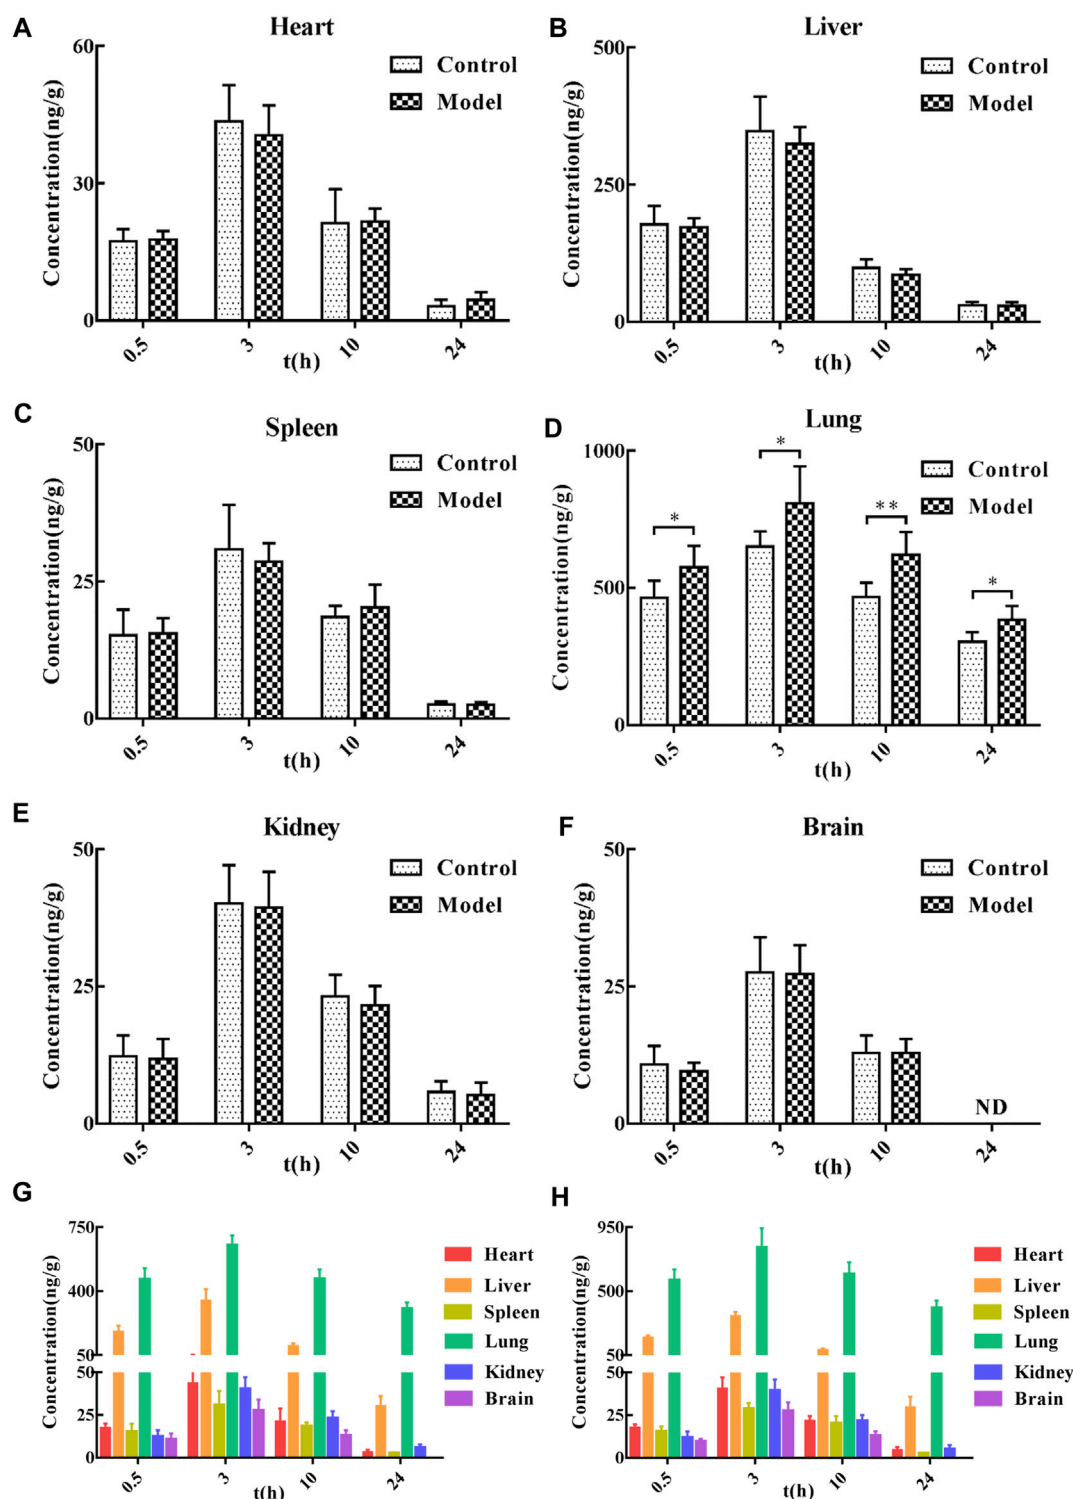 A
Heart
60
30
0
Concentration(ng/g)
Control
Model
0.5
3
10
24
t(h)
B
Liver
500
250
0
Concentration(ng/g)
Control
Model
0.5
3
10
24
t(h)
C
Spleen
50
25
0
Concentration(ng/g)
Control
Model
0.5
3
10
24
t(h)
D
Lung
1000
500
0
Concentration(ng/g)
Control
Model
*
*
**
*
0.5
3
10
24
t(h)
E
Kidney
50
25
0
Concentration(ng/g)
Control
Model
0.5
3
10
24
t(h)
F
Brain
50
25
0
Concentration(ng/g)
Control
Model
ND
0.5
3
10
24
t(h)
G
750
400
50
50
25
0
Concentration(ng/g)
Heart
Liver
Spleen
Lung
Kidney
Brain
0.5
3
10
24
t(h)
H
950
500
50
50
25
0
Concentration(ng/g)
Heart
Liver
Spleen
Lung
Kidney
Brain
0.5
3
10
24
t(h)